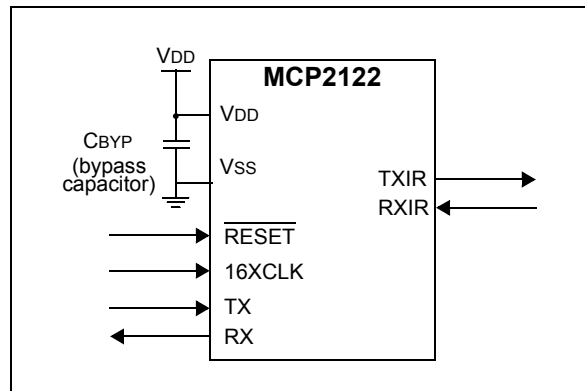 VDD
MCP2122
VDD
CBYP
(bypass
capacitor)
VSS
TXIR
RXIR
RESET
16XCLK
TX
RX